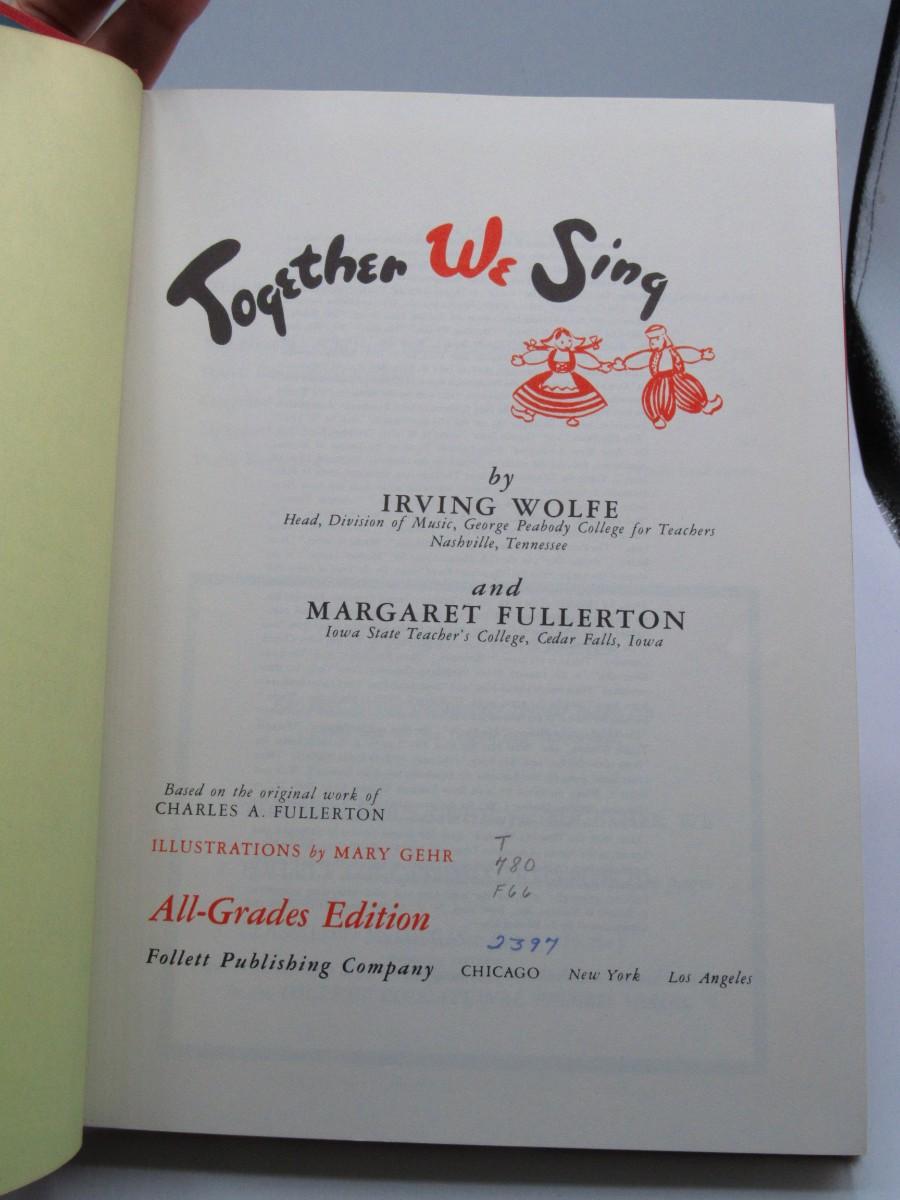 Together We Sing
by
IRVING WOLFE
Head, Division of Music, George Peabody College for Teachers
Nashville, Tennessee
and
MARGARET FULLERTON
Iowa State Teacher's College, Cedar Falls, Iowa
Based on the original work of
CHARLES A. FULLERTON
ILLUSTRATIONS by MARY GEHR
T
780
F66
All-Grades Edition
2397
Follett Publishing Company CHICAGO New York Los Angeles